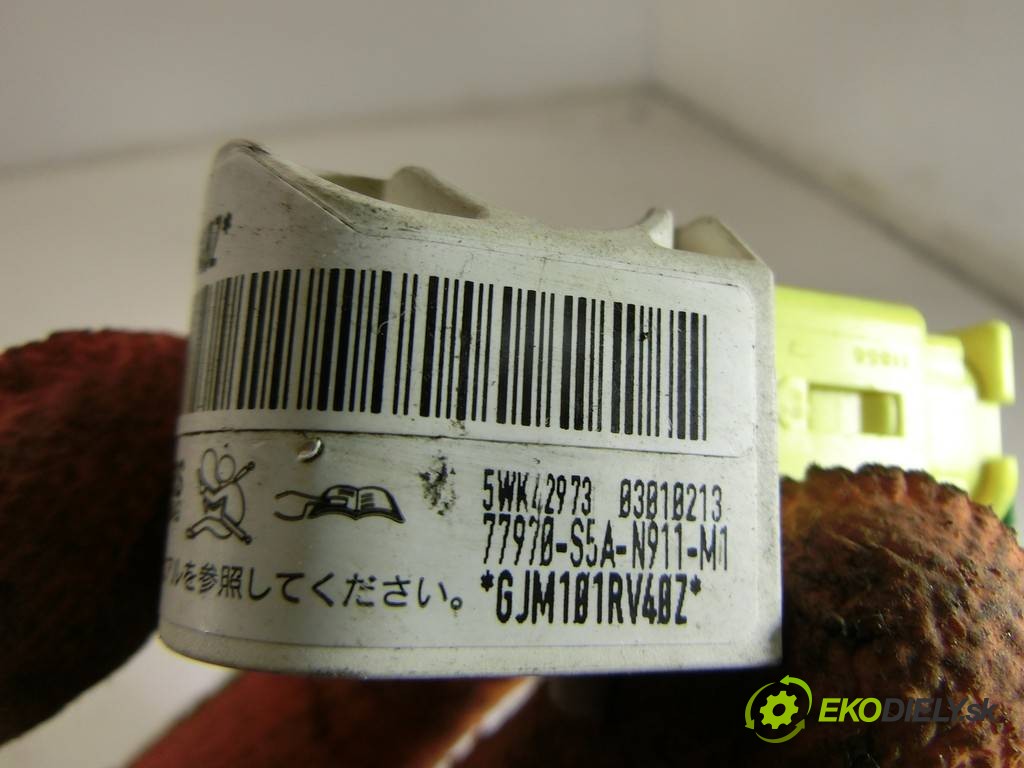 5WK42973 03010213
77970-S5A-N911-M1
*GJM101RV40Z*
ルを参照してください。
11054
EKODIELY.sk